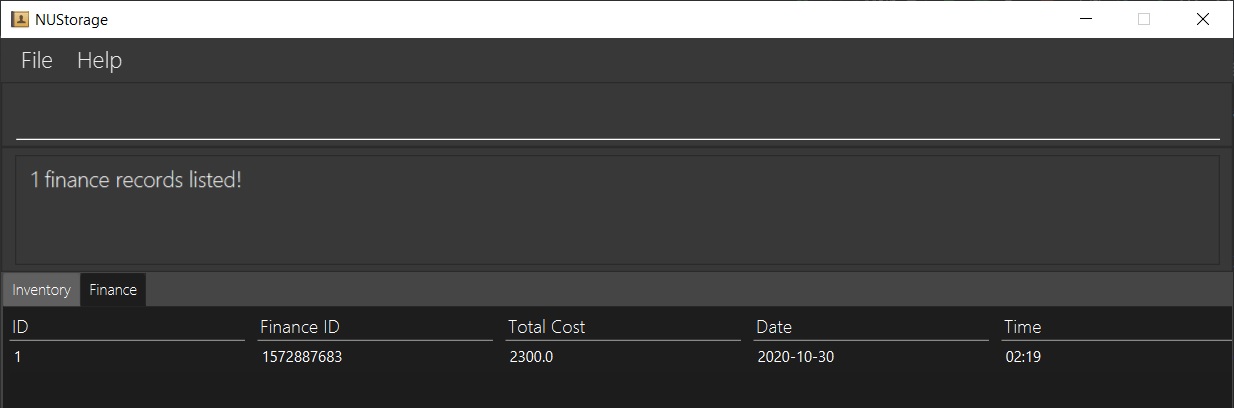 NUStorage
File Help
1 finance records listed!
Inventory Finance
ID Finance ID Total Cost Date Time
1 1572887683 2300.0 2020-10-30 02:19